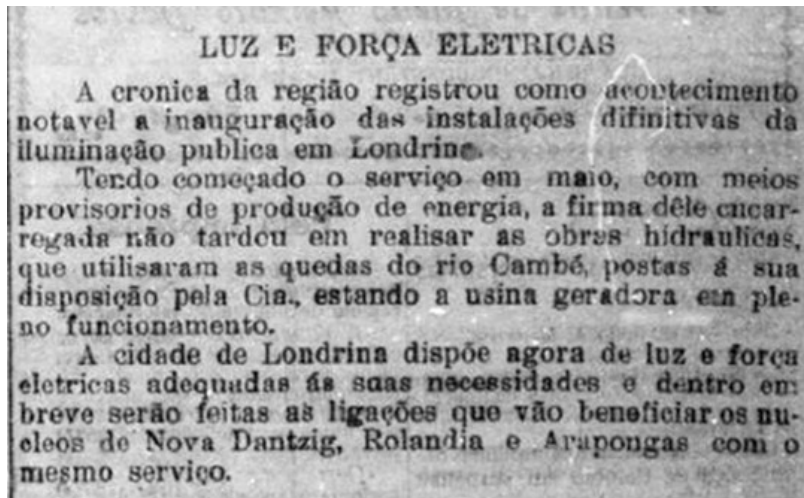 LUZ E FORÇA ELETRICAS
A cronica da região registrou como acontecimento
notavel a inauguração das instalações difinitivas da
iluminação publica em Londrina.
Tendo começado o serviço em maio, com meios
provisorios de produção de energia, a firma dêle encar-
regada não tardou em realisar as obras hidraulicas,
que utilisaram as quedas do rio Cambé, postas á sua
disposição pela Cia., estando a usina geradora em ple-
no funcionamento.
A cidade de Londrina dispõe agora de luz e força
eletricas adequadas ás suas necessidades e dentro em
breve serão feitas as ligações que vão beneficiar os nu-
cleos de Nova Dantzig, Rolandia e Arapongas com o
mesmo serviço.